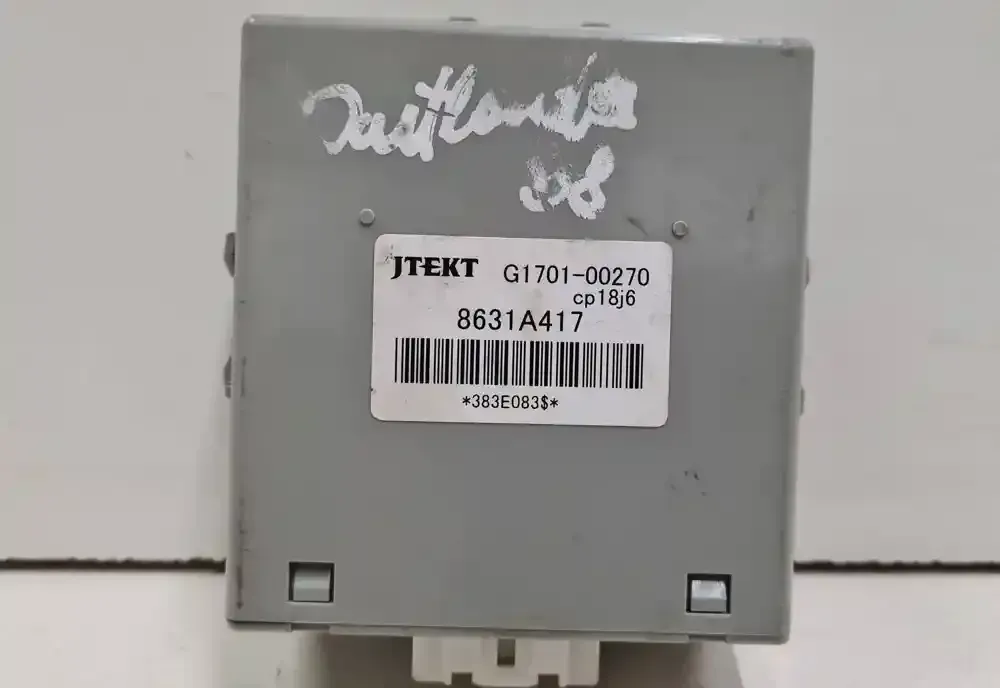 Outlander
JTEKT G1701-00270
cp18j6
8631A417
*383E083$*